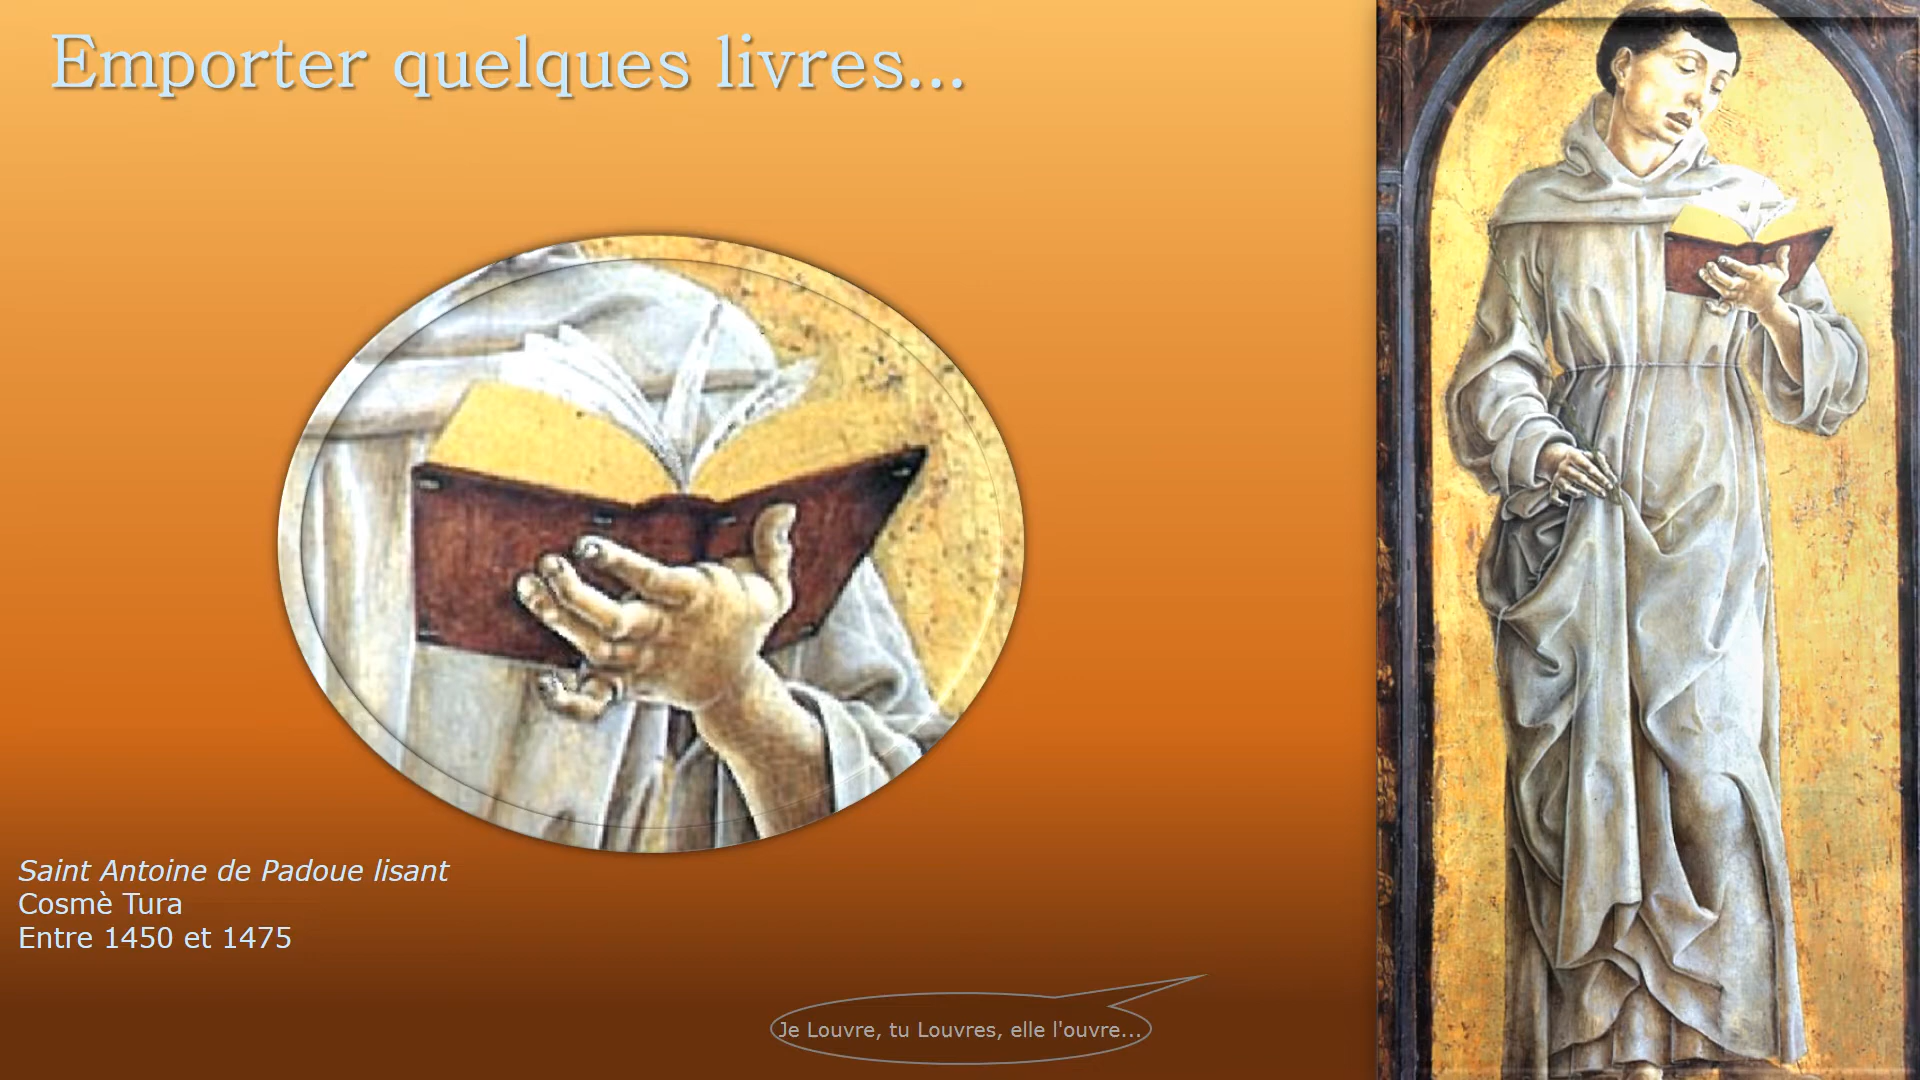 Emporter quelques livres...
Saint Antoine de Padoue lisant
Cosmè Tura
Entre 1450 et 1475
Je Louvre, tu Louvres, elle l'ouvre...